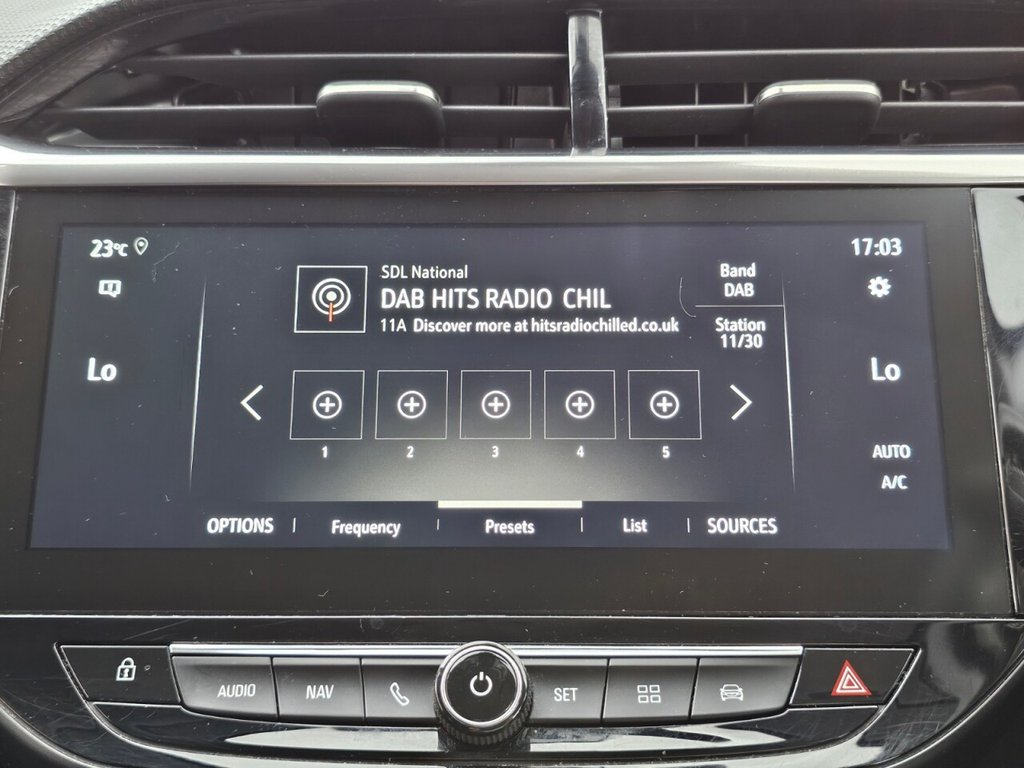 23°C
17:03
SDL National
DAB HITS RADIO CHIL
11A Discover more at hitsradiochilled.co.uk
Band
DAB
Station
11/30
Lo
Lo
1 2 3 4 5
AUTO
A/C
OPTIONS Frequency Presets List SOURCES
AUDIO NAV SET